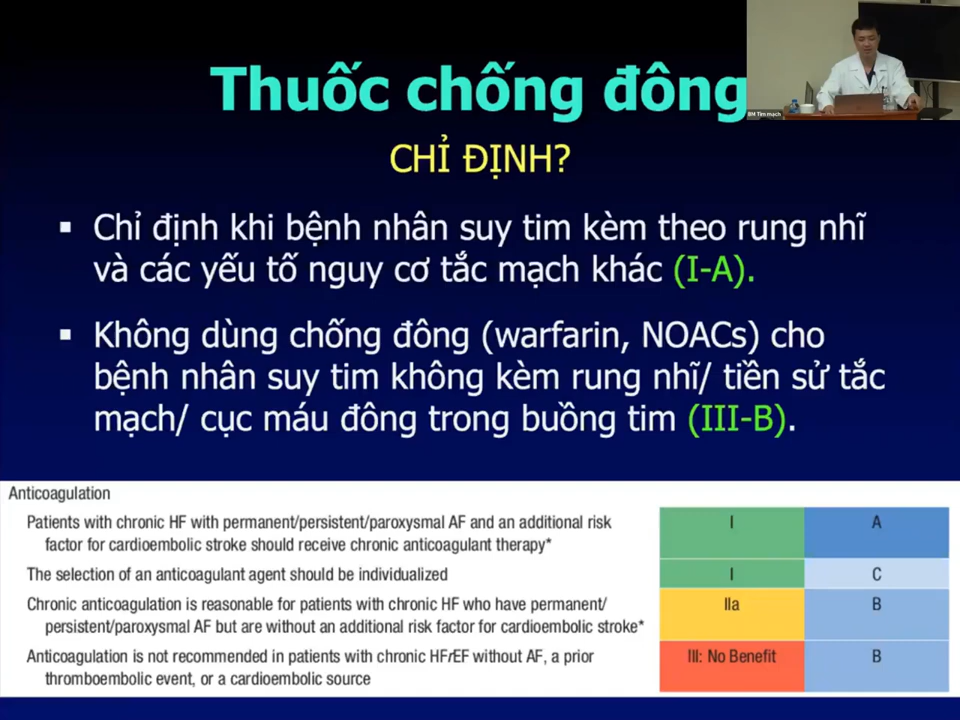 Thuốc chống đông
BM Tim mạch
CHỈ ĐỊNH?
▪ Chỉ định khi bệnh nhân suy tim kèm theo rung nhĩ
và các yếu tố nguy cơ tắc mạch khác (I-A).
▪ Không dùng chống đông (warfarin, NOACs) cho
bệnh nhân suy tim không kèm rung nhĩ/ tiền sử tắc
mạch/ cục máu đông trong buồng tim (III-B).
Anticoagulation
Patients with chronic HF with permanent/persistent/paroxysmal AF and an additional risk I A
factor for cardioembolic stroke should receive chronic anticoagulant therapy*
The selection of an anticoagulant agent should be individualized I C
Chronic anticoagulation is reasonable for patients with chronic HF who have permanent/ IIa B
persistent/paroxysmal AF but are without an additional risk factor for cardioembolic stroke*
Anticoagulation is not recommended in patients with chronic HFrEF without AF, a prior III: No Benefit B
thromboembolic event, or a cardioembolic source